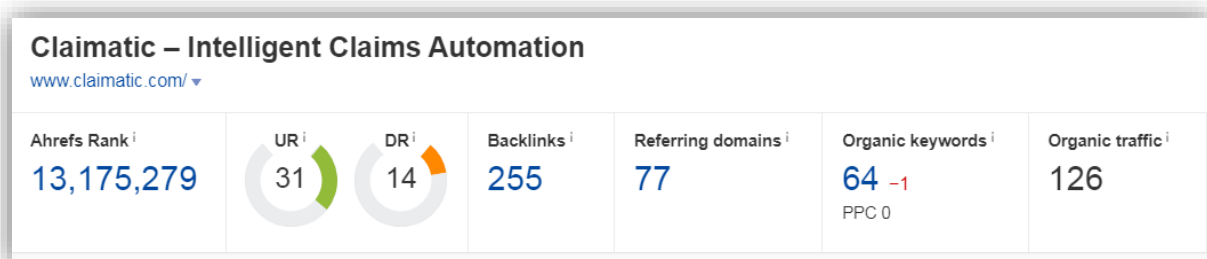 Claimatic – Intelligent Claims Automation
www.claimatic.com/
Ahrefs Rank i
13,175,279
UR i
31
DR i
14
Backlinks i
255
Referring domains i
77
Organic keywords i
64 –1
PPC 0
Organic traffic i
126